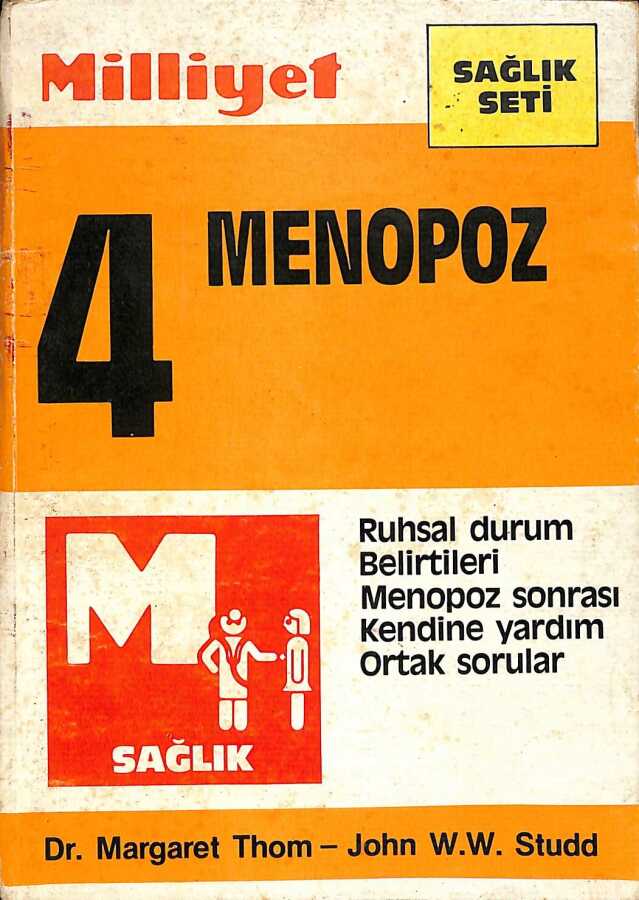 Milliyet
SAĞLIK
SETİ
4
MENOPOZ
Ruhsal durum
Belirtileri
Menopoz sonrası
Kendine yardım
Ortak sorular
M
SAĞLIK
Dr. Margaret Thom – John W.W. Studd